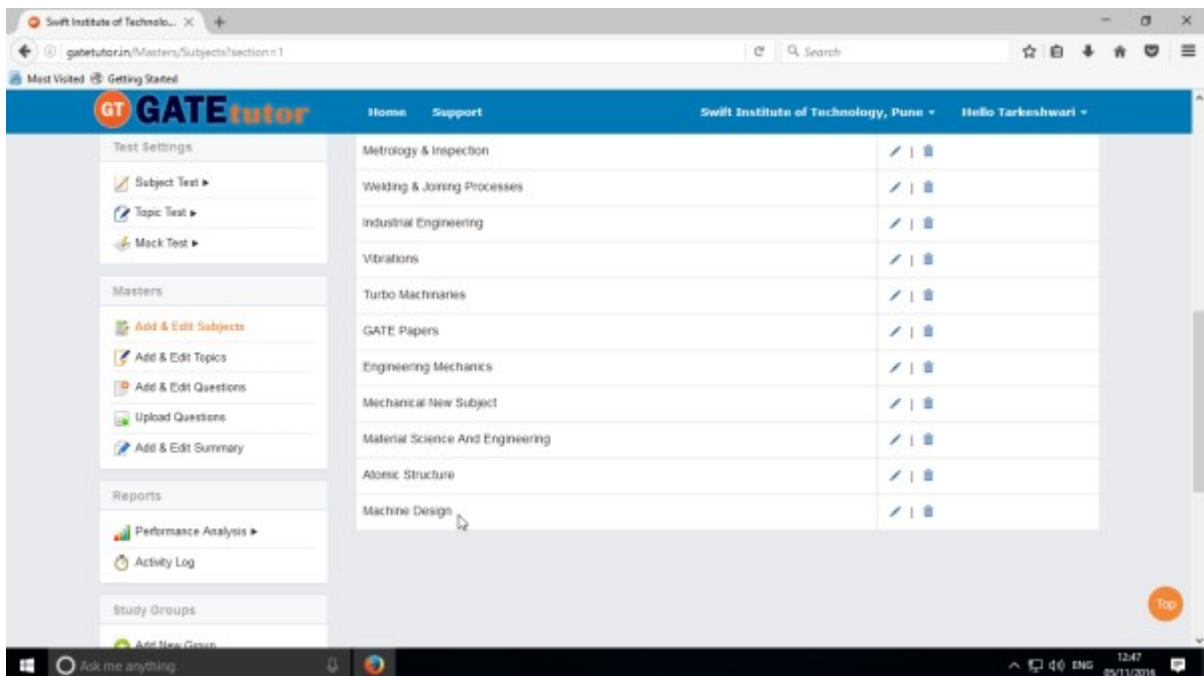 Swift Institute of Technolo...
gatetutor.in/Masters/Subjects?section=1
Search
Most Visited
Getting Started
GT GATEtutor
Home
Support
Swift Institute of Technology, Pune
Hello Tarkeshwari
Test Settings
Subject Test
Topic Test
Mock Test
Masters
Add & Edit Subjects
Add & Edit Topics
Add & Edit Questions
Upload Questions
Add & Edit Summary
Reports
Performance Analysis
Activity Log
Study Groups
Add New Group
Metrology & Inspection
Welding & Joining Processes
Industrial Engineering
Vibrations
Turbo Machinaries
GATE Papers
Engineering Mechanics
Mechanical New Subject
Material Science And Engineering
Atomic Structure
Machine Design
Top
Ask me anything
ENG
12:47
05/11/2016